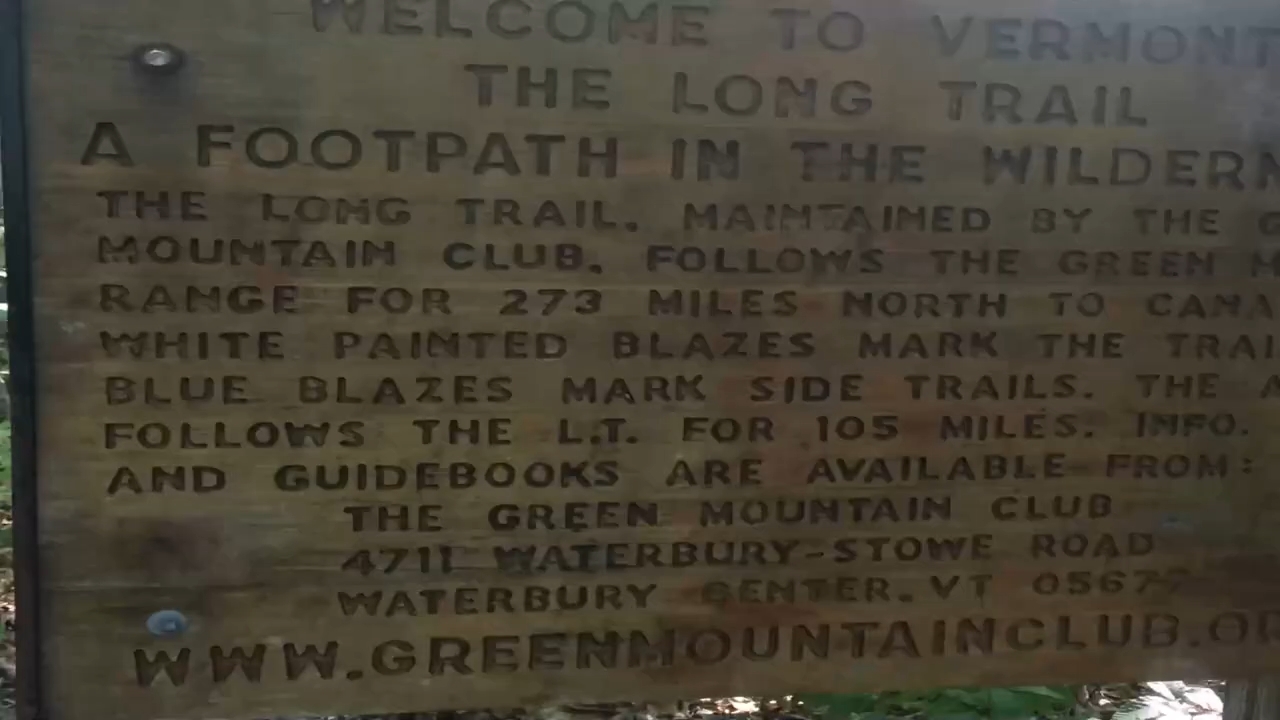 WELCOME TO VERMONT
THE LONG TRAIL
A FOOTPATH IN THE WILDERN
THE LONG TRAIL, MAINTAINED BY THE G
MOUNTAIN CLUB, FOLLOWS THE GREEN M
RANGE FOR 273 MILES NORTH TO CANA
WHITE PAINTED BLAZES MARK THE TRAI
BLUE BLAZES MARK SIDE TRAILS. THE A
FOLLOWS THE L.T. FOR 105 MILES. INFO.
AND GUIDEBOOKS ARE AVAILABLE FROM:
THE GREEN MOUNTAIN CLUB
4711 WATERBURY-STOWE ROAD
WATERBURY CENTER, VT 05677
WWW.GREENMOUNTAINCLUB.OR